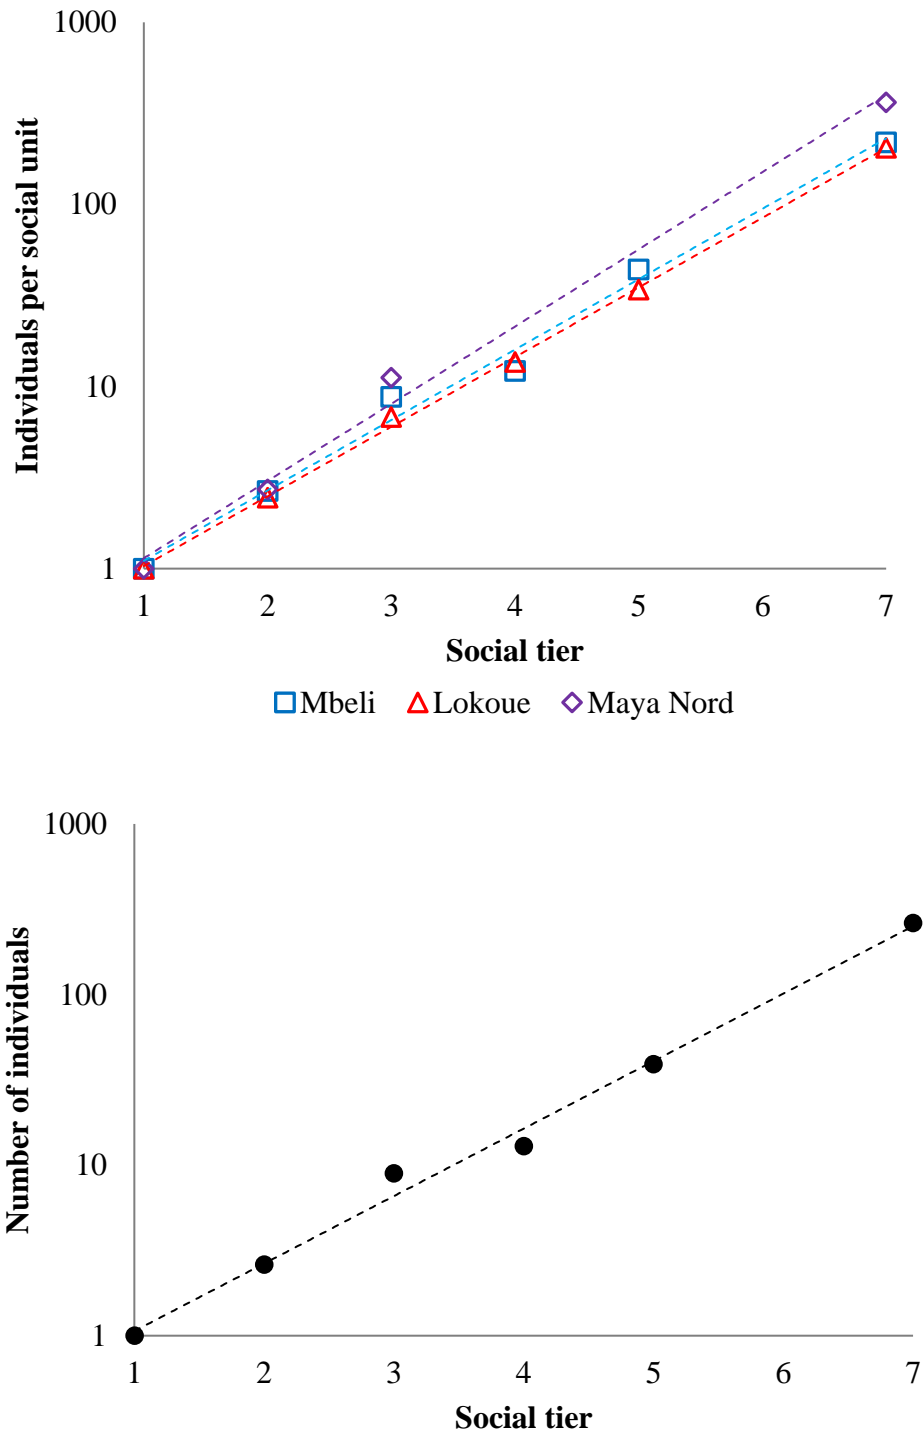 1000
100
10
1
Individuals per social unit
1 2 3 4 5 6 7
Social tier
Mbeli Lokoue Maya Nord
1000
100
10
1
Number of individuals
1 2 3 4 5 6 7
Social tier